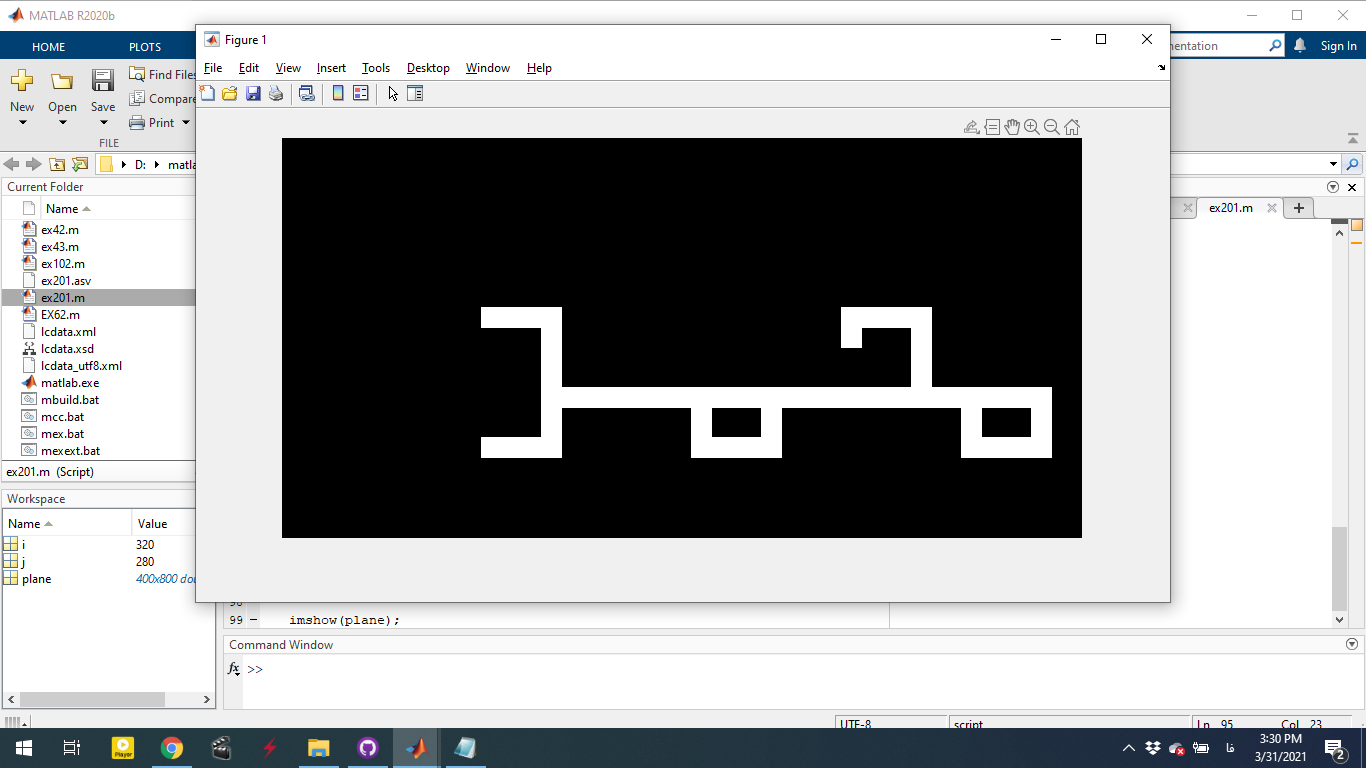 MATLAB R2020b
Figure 1
HOME
PLOTS
nentation
Sign In
File Edit View Insert Tools Desktop Window Help
New
Open
Save
Find Files
Compare
Print
FILE
D:
matla
Current Folder
Name
ex201.m
ex42.m
ex43.m
ex102.m
ex201.asv
ex201.m
EX62.m
lcdata.xml
lcdata.xsd
lcdata_utf8.xml
matlab.exe
mbuild.bat
mcc.bat
mex.bat
mexext.bat
ex201.m (Script)
Workspace
Name
Value
i 320
j 280
plane 400x800 dou
98
99 imshow(plane);
Command Window
fx >>
UTF-8
script
Ln 95 Col 23
Player
فا
3:30 PM
3/31/2021
2